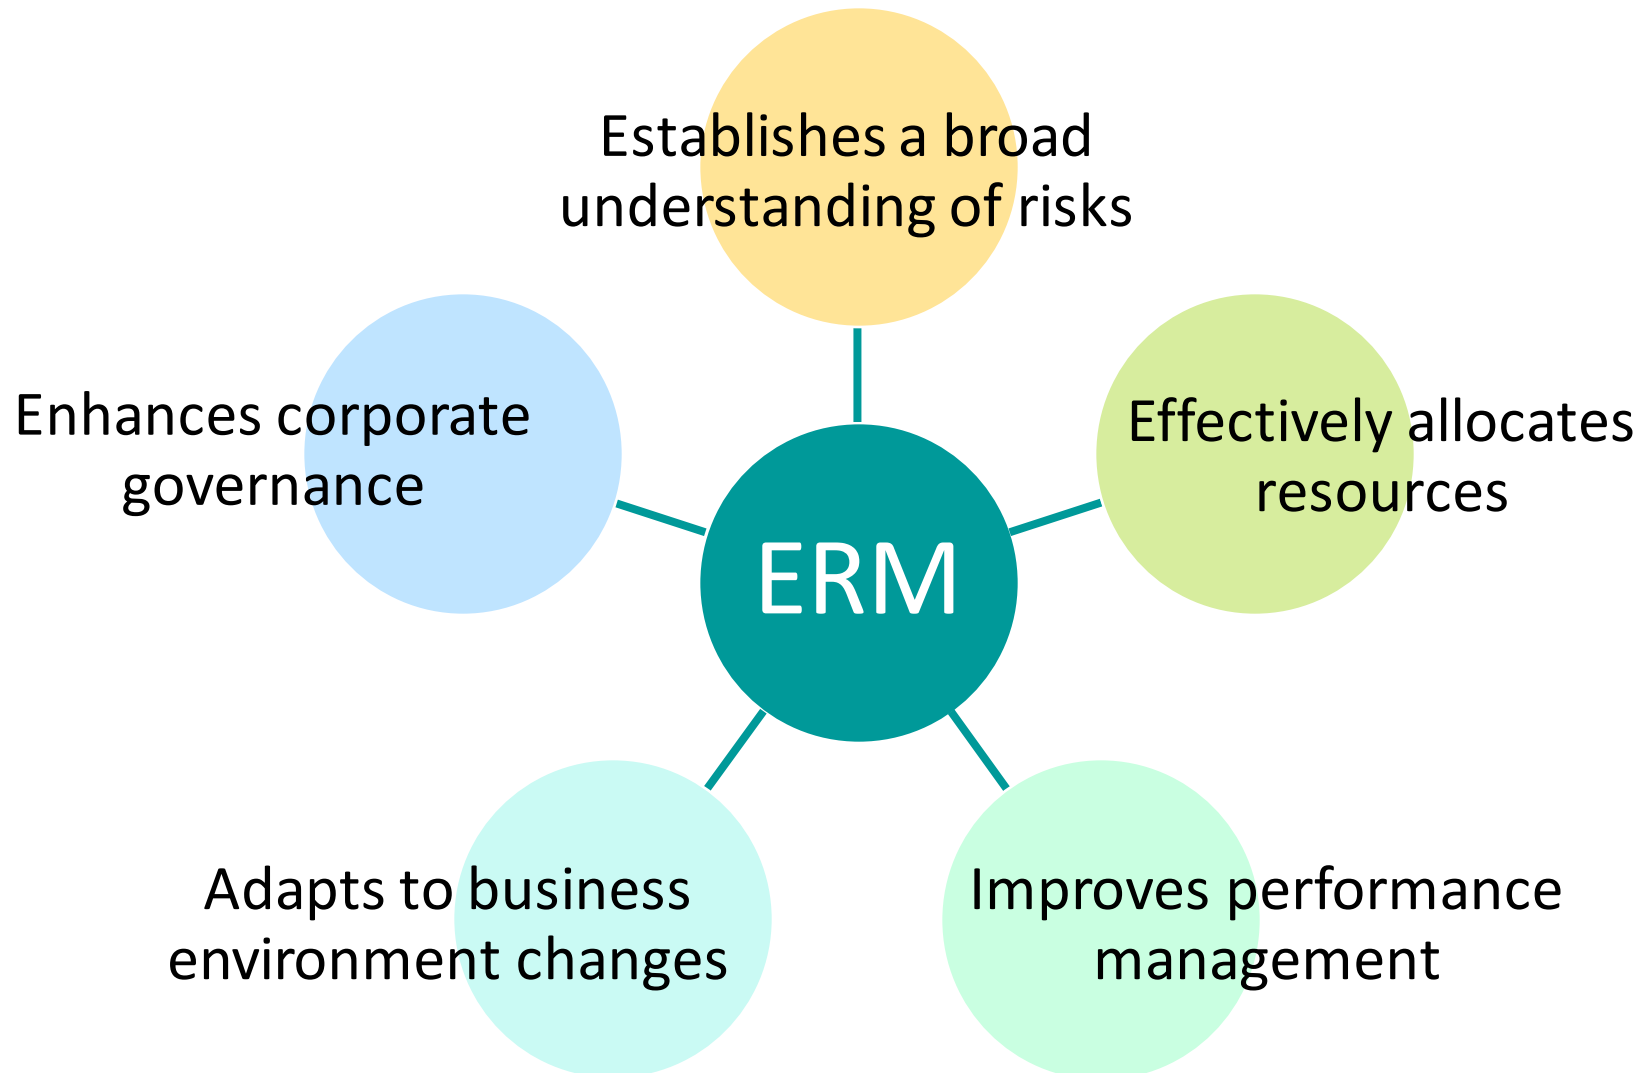 Establishes a broad
understanding of risks
Enhances corporate
governance
Effectively allocates
resources
ERM
Adapts to business
environment changes
Improves performance
management